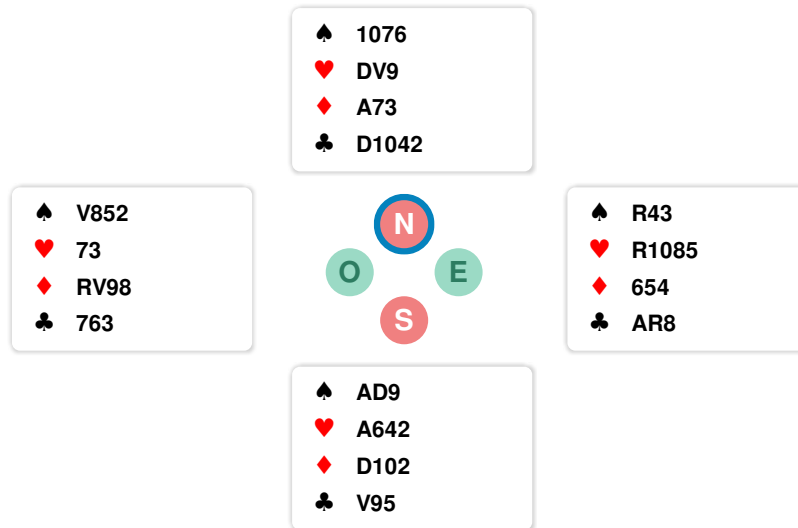 ♠ 1076
♥ DV9
♦ A73
♣ D1042
♠ V852
♥ 73
♦ RV98
♣ 763
N
O E
S
♠ R43
♥ R1085
♦ 654
♣ AR8
♠ AD9
♥ A642
♦ D102
♣ V95